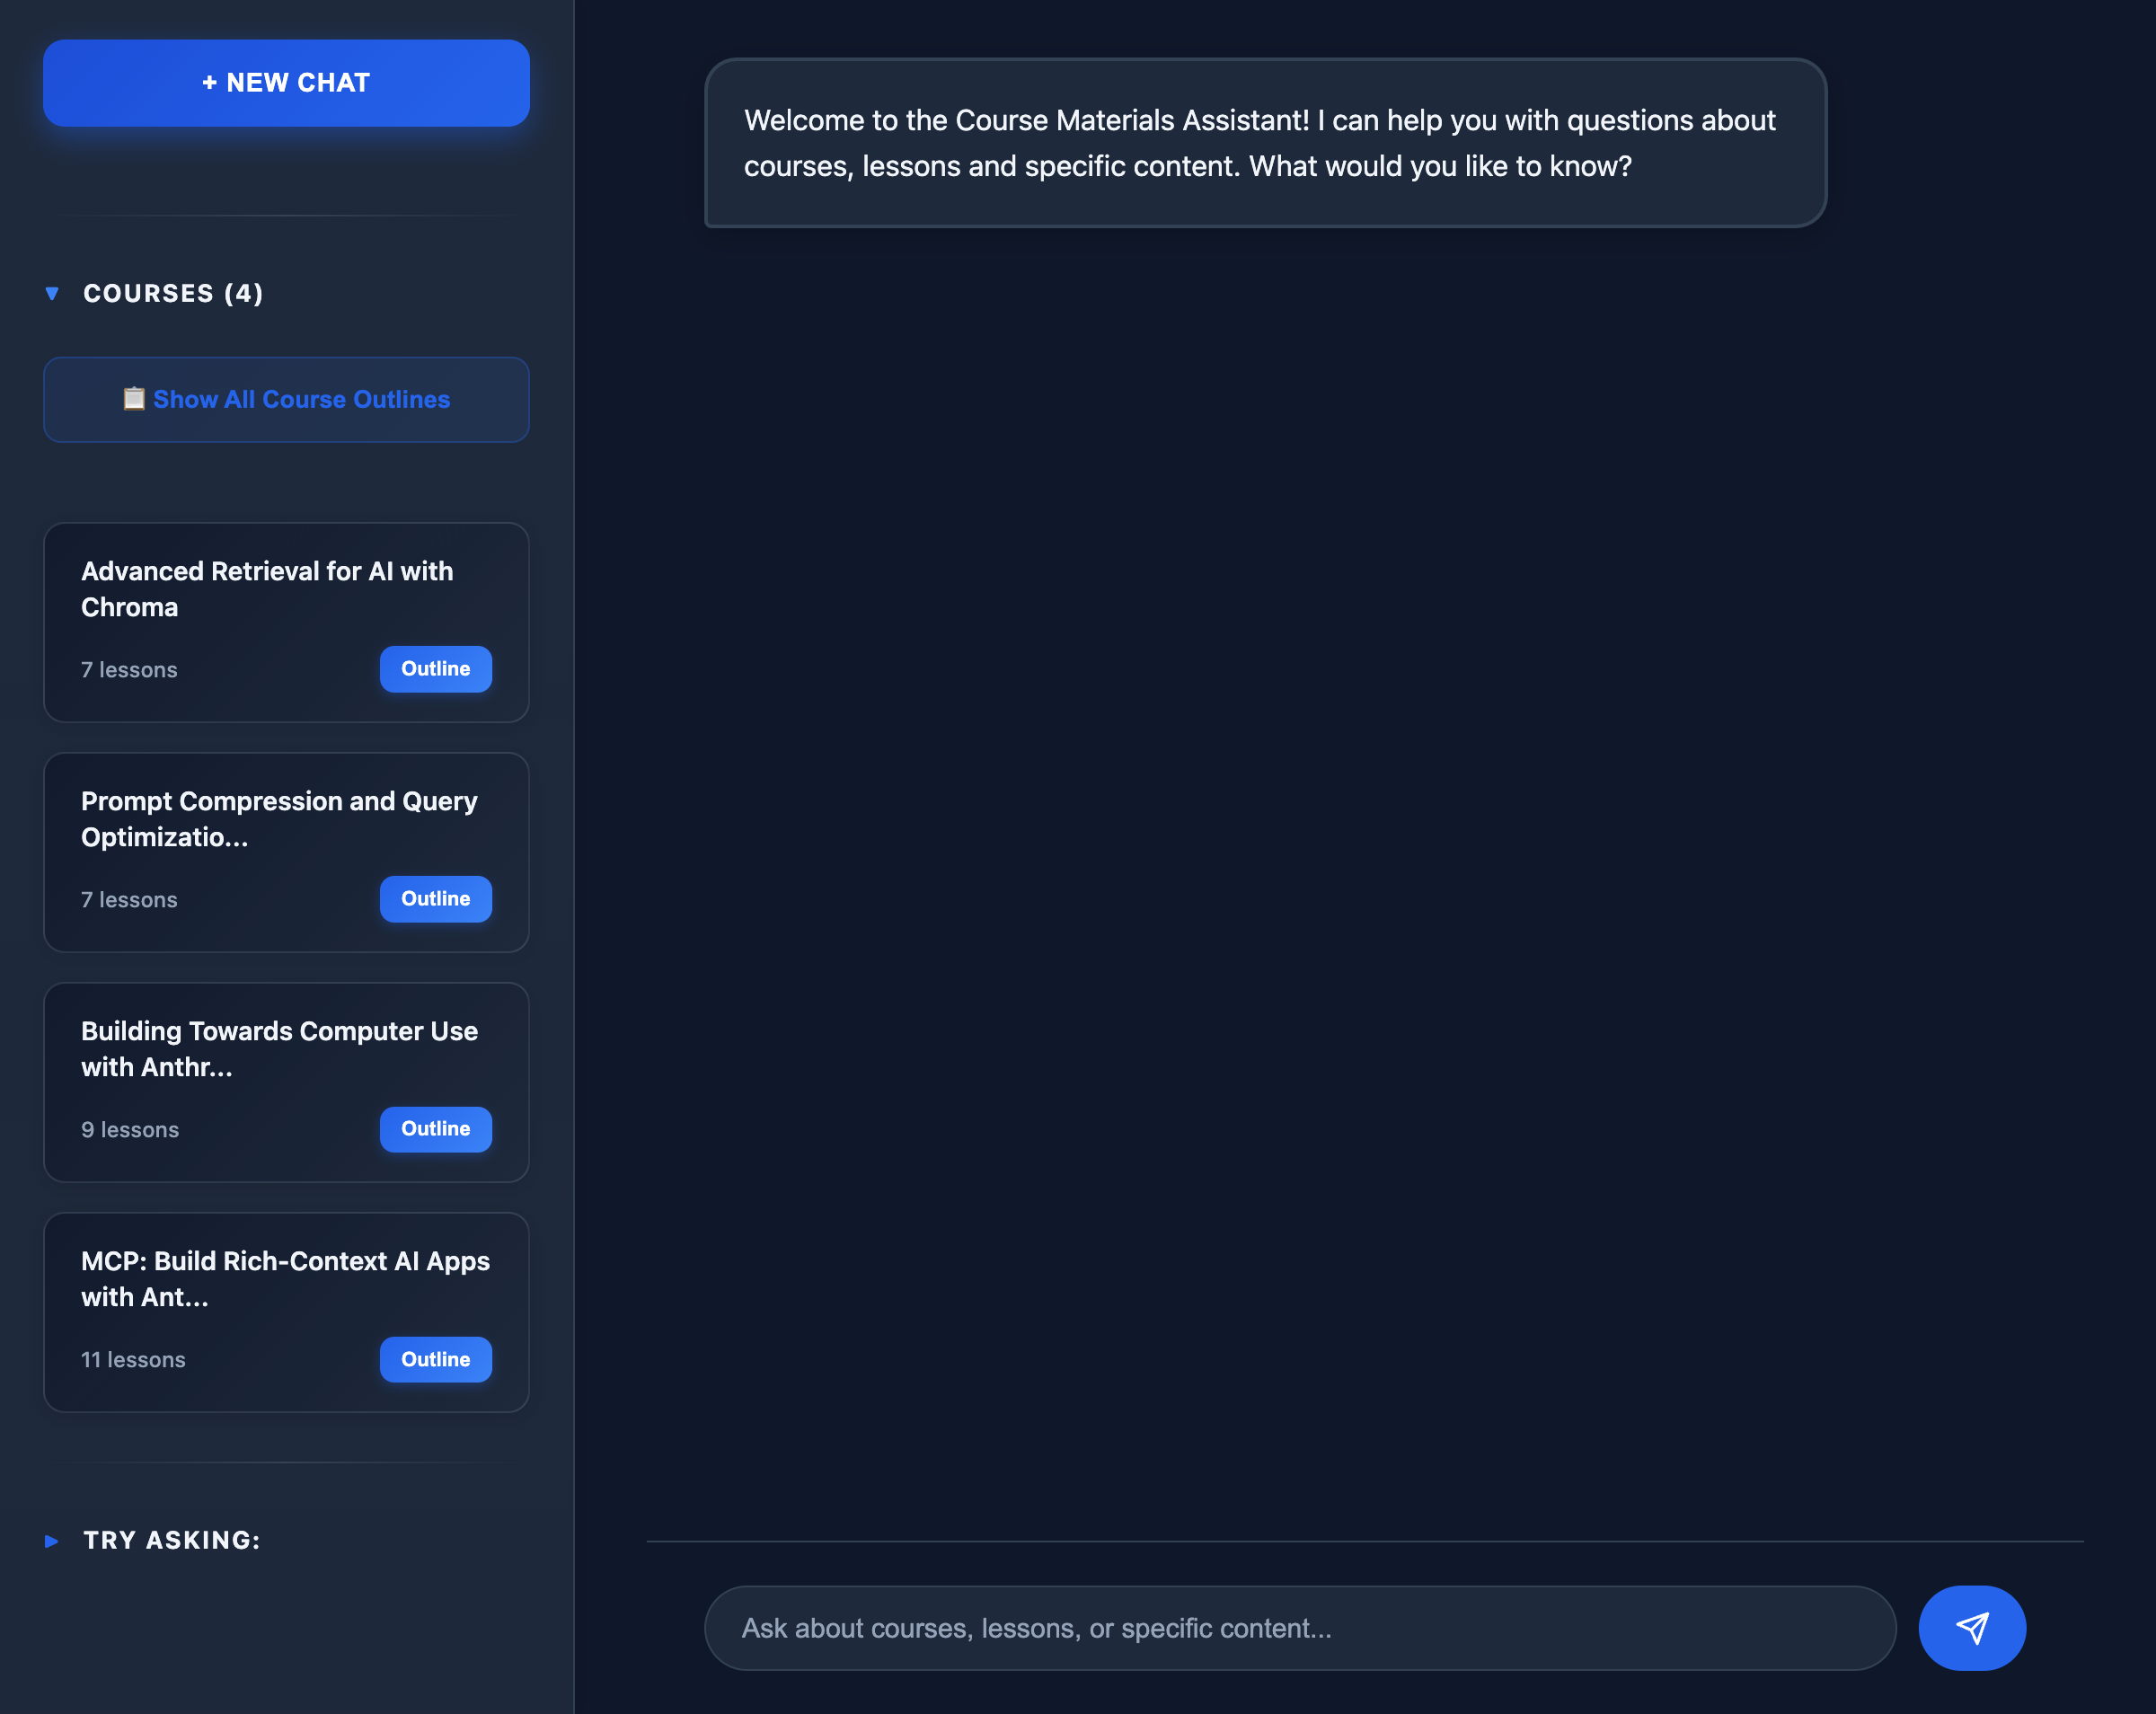 + NEW CHAT
COURSES (4)
📋 Show All Course Outlines
Advanced Retrieval for AI with
Chroma
7 lessons
Outline
Prompt Compression and Query
Optimizatio...
7 lessons
Outline
Building Towards Computer Use
with Anthr...
9 lessons
Outline
MCP: Build Rich-Context AI Apps
with Ant...
11 lessons
Outline
TRY ASKING:
Welcome to the Course Materials Assistant! I can help you with questions about
courses, lessons and specific content. What would you like to know?
Ask about courses, lessons, or specific content...